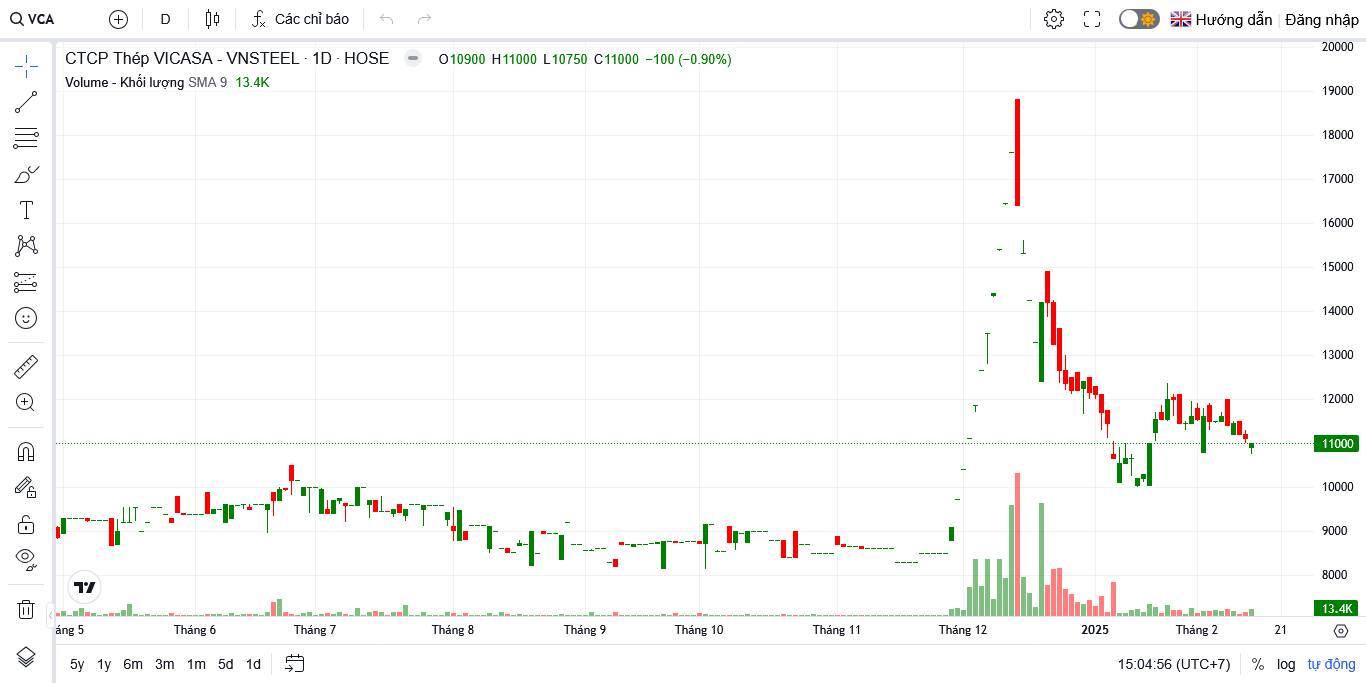 VCA D Các chỉ báo Hướng dẫn Đăng nhập
CTCP Thép VICASA - VNSTEEL · 1D · HOSE O10900 H11000 L10750 C11000 −100 (−0.90%)
Volume - Khối lượng SMA 9 13.4K
20000
19000
18000
17000
16000
15000
14000
13000
12000
11000
10000
9000
8000
13.4K
áng 5 Tháng 6 Tháng 7 Tháng 8 Tháng 9 Tháng 10 Tháng 11 Tháng 12 2025 Tháng 2 21
5y 1y 6m 3m 1m 5d 1d 15:04:56 (UTC+7) % log tự động